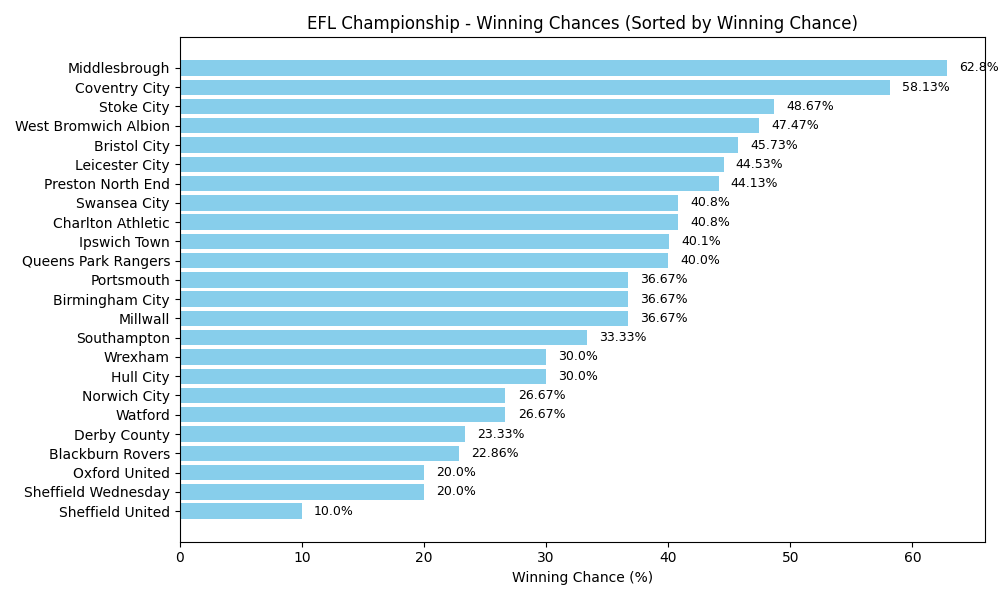 EFL Championship - Winning Chances (Sorted by Winning Chance)
Middlesbrough 62.8%
Coventry City 58.13%
Stoke City 48.67%
West Bromwich Albion 47.47%
Bristol City 45.73%
Leicester City 44.53%
Preston North End 44.13%
Swansea City 40.8%
Charlton Athletic 40.8%
Ipswich Town 40.1%
Queens Park Rangers 40.0%
Portsmouth 36.67%
Birmingham City 36.67%
Millwall 36.67%
Southampton 33.33%
Wrexham 30.0%
Hull City 30.0%
Norwich City 26.67%
Watford 26.67%
Derby County 23.33%
Blackburn Rovers 22.86%
Oxford United 20.0%
Sheffield Wednesday 20.0%
Sheffield United 10.0%
0 10 20 30 40 50 60
Winning Chance (%)